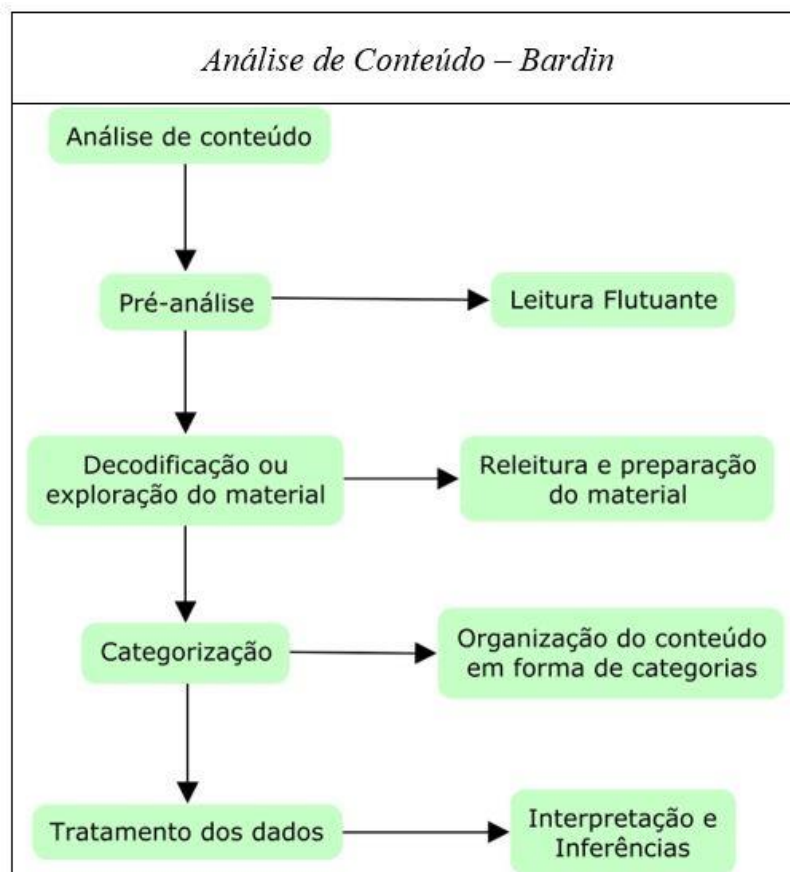 Análise de Conteúdo – Bardin
Análise de conteúdo
Pré-análise
Leitura Flutuante
Decodificação ou
exploração do material
Releitura e preparação
do material
Categorização
Organização do conteúdo
em forma de categorias
Tratamento dos dados
Interpretação e
Inferências